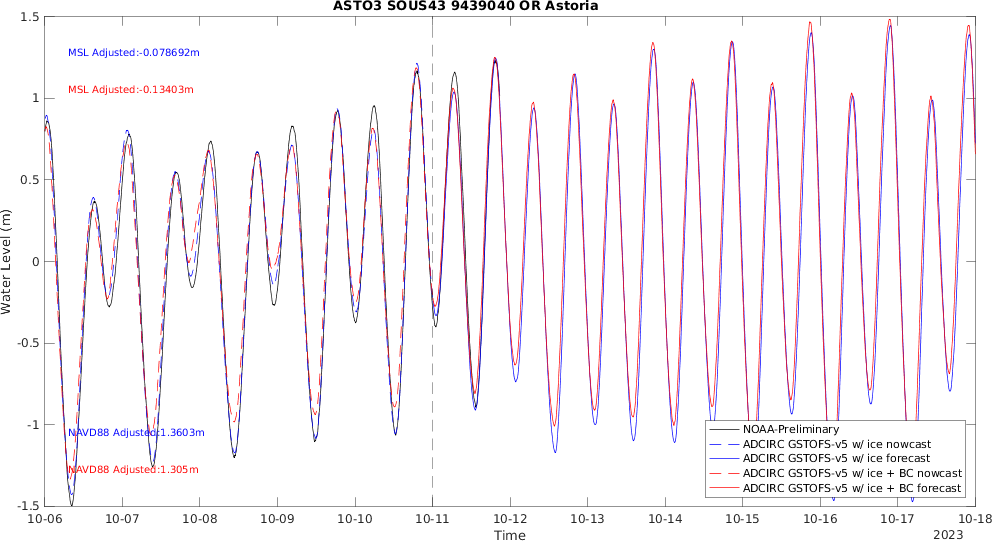 ASTO3 SOUS43 9439040 OR Astoria
MSL Adjusted:-0.078692m
MSL Adjusted:-0.13403m
NAVD88 Adjusted:1.3603m
NAVD88 Adjusted:1.305m
Water Level (m)
1.5
1
0.5
0
-0.5
-1
-1.5
NOAA-Preliminary
ADCIRC GSTOFS-v5 w/ ice nowcast
ADCIRC GSTOFS-v5 w/ ice forecast
ADCIRC GSTOFS-v5 w/ ice + BC nowcast
ADCIRC GSTOFS-v5 w/ ice + BC forecast
10-06 10-07 10-08 10-09 10-10 10-11 10-12 10-13 10-14 10-15 10-16 10-17 10-18
Time
2023